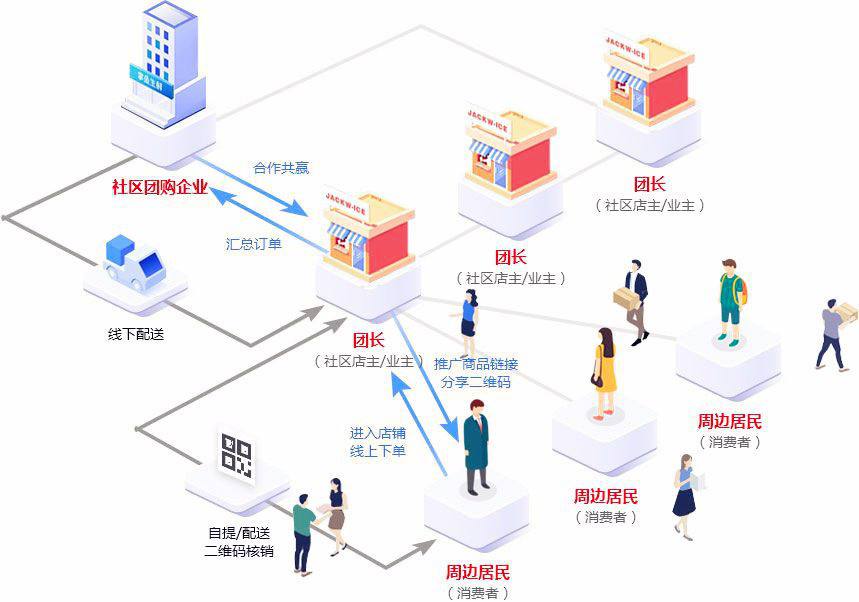 JACKW-ICE
JACKW-ICE
合作共赢
社区团购企业
团长
（社区店主/业主）
JACKW-ICE
汇总订单
团长
（社区店主/业主）
线下配送
团长
（社区店主/业主）
推广商品链接
分享二维码
周边居民
（消费者）
进入店铺
线上下单
周边居民
（消费者）
自提/配送
二维码核销
周边居民
（消费者）